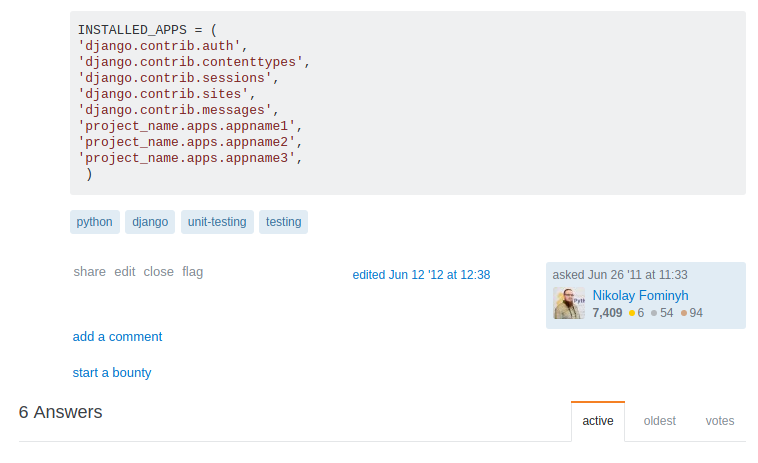 INSTALLED_APPS = (
'django.contrib.auth',
'django.contrib.contenttypes',
'django.contrib.sessions',
'django.contrib.sites',
'django.contrib.messages',
'project_name.apps.appname1',
'project_name.apps.appname2',
'project_name.apps.appname3',
)
python django unit-testing testing
share edit close flag
edited Jun 12 '12 at 12:38
asked Jun 26 '11 at 11:33
Nikolay Fominyh
7,409 6 54 94
add a comment
start a bounty
6 Answers
active oldest votes